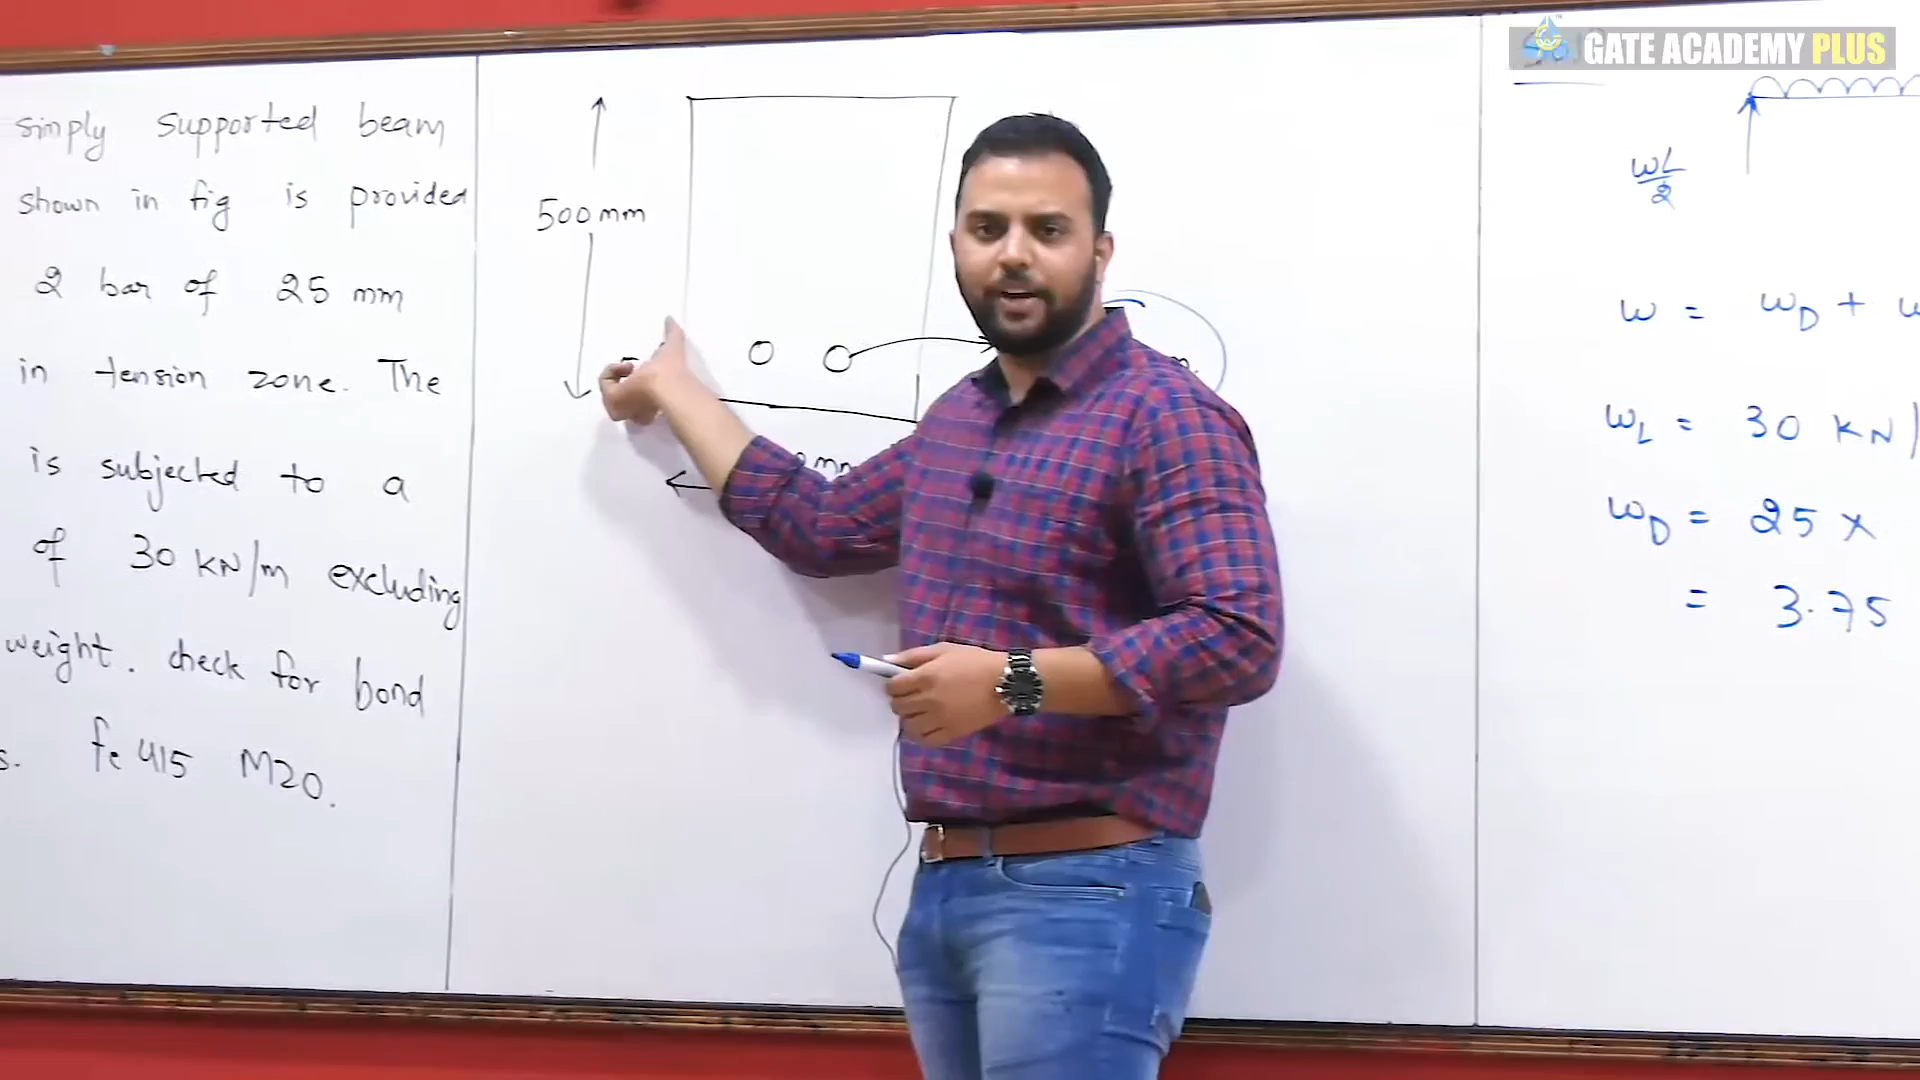 GATE ACADEMY PLUS
simply supported beam
shown in fig is provided
2 bar of 25 mm
in tension zone. The
is subjected to a
of 30 KN/m excluding
weight. check for bond
s. fe 415 M20.
500mm
mm
WL
2
W = WD + W
WL = 30 KN/
WD = 25 x
= 3.75